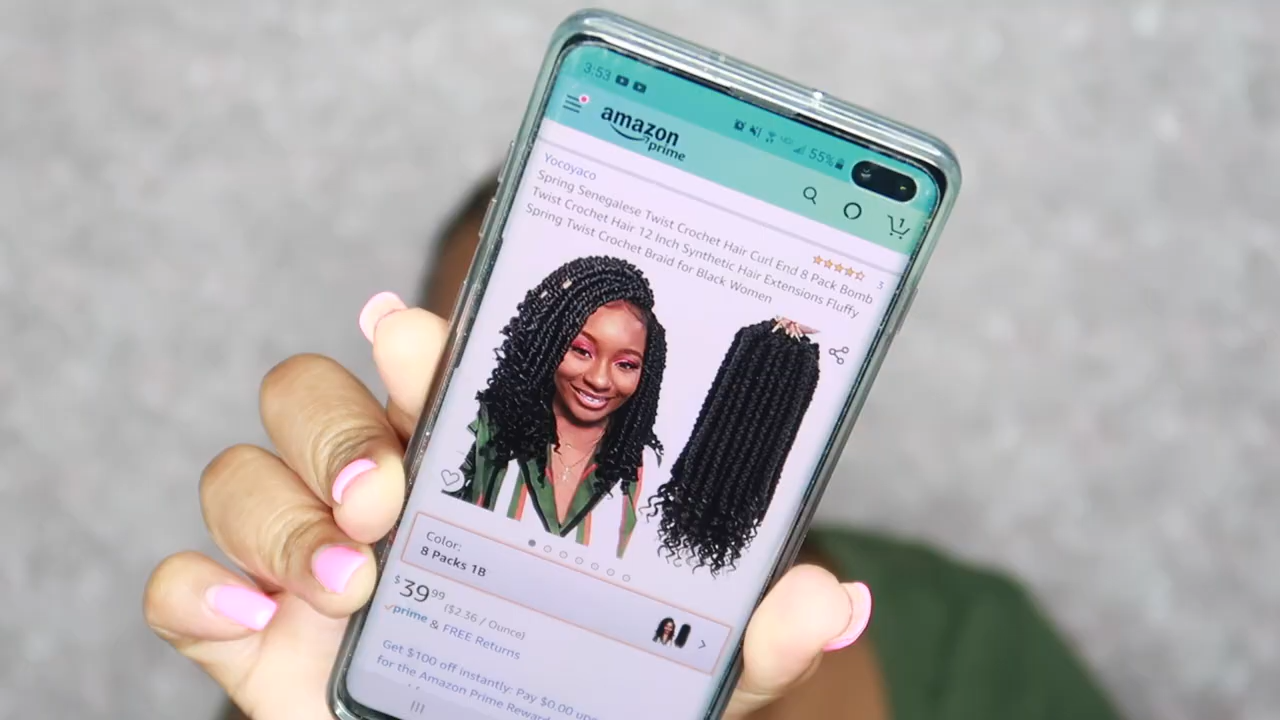 3:53
55%
amazon
prime
1
Yocoyaco
3
Spring Senegalese Twist Crochet Hair Curl End 8 Pack Bomb
Twist Crochet Hair 12 Inch Synthetic Hair Extensions Fluffy
Spring Twist Crochet Braid for Black Women
Color:
8 Packs 1B
$39.99 ($2.36 / Ounce)
prime & FREE Returns
Get $100 off instantly: Pay $0.00
for the Amazon Prime